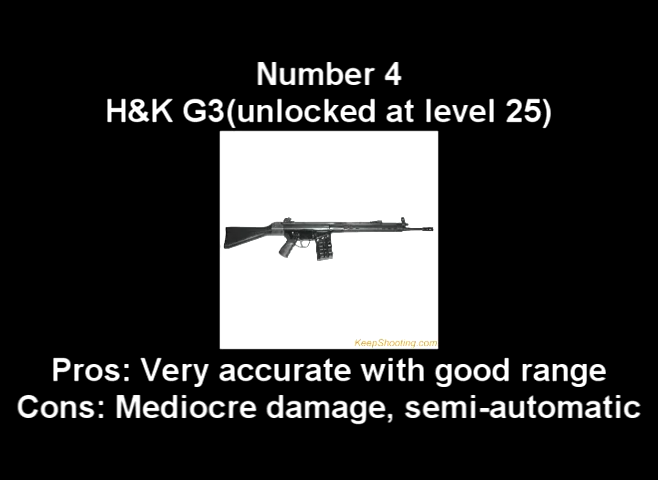 Number 4
H&K G3(unlocked at level 25)
KeepShooting.com
Pros: Very accurate with good range
Cons: Mediocre damage, semi-automatic